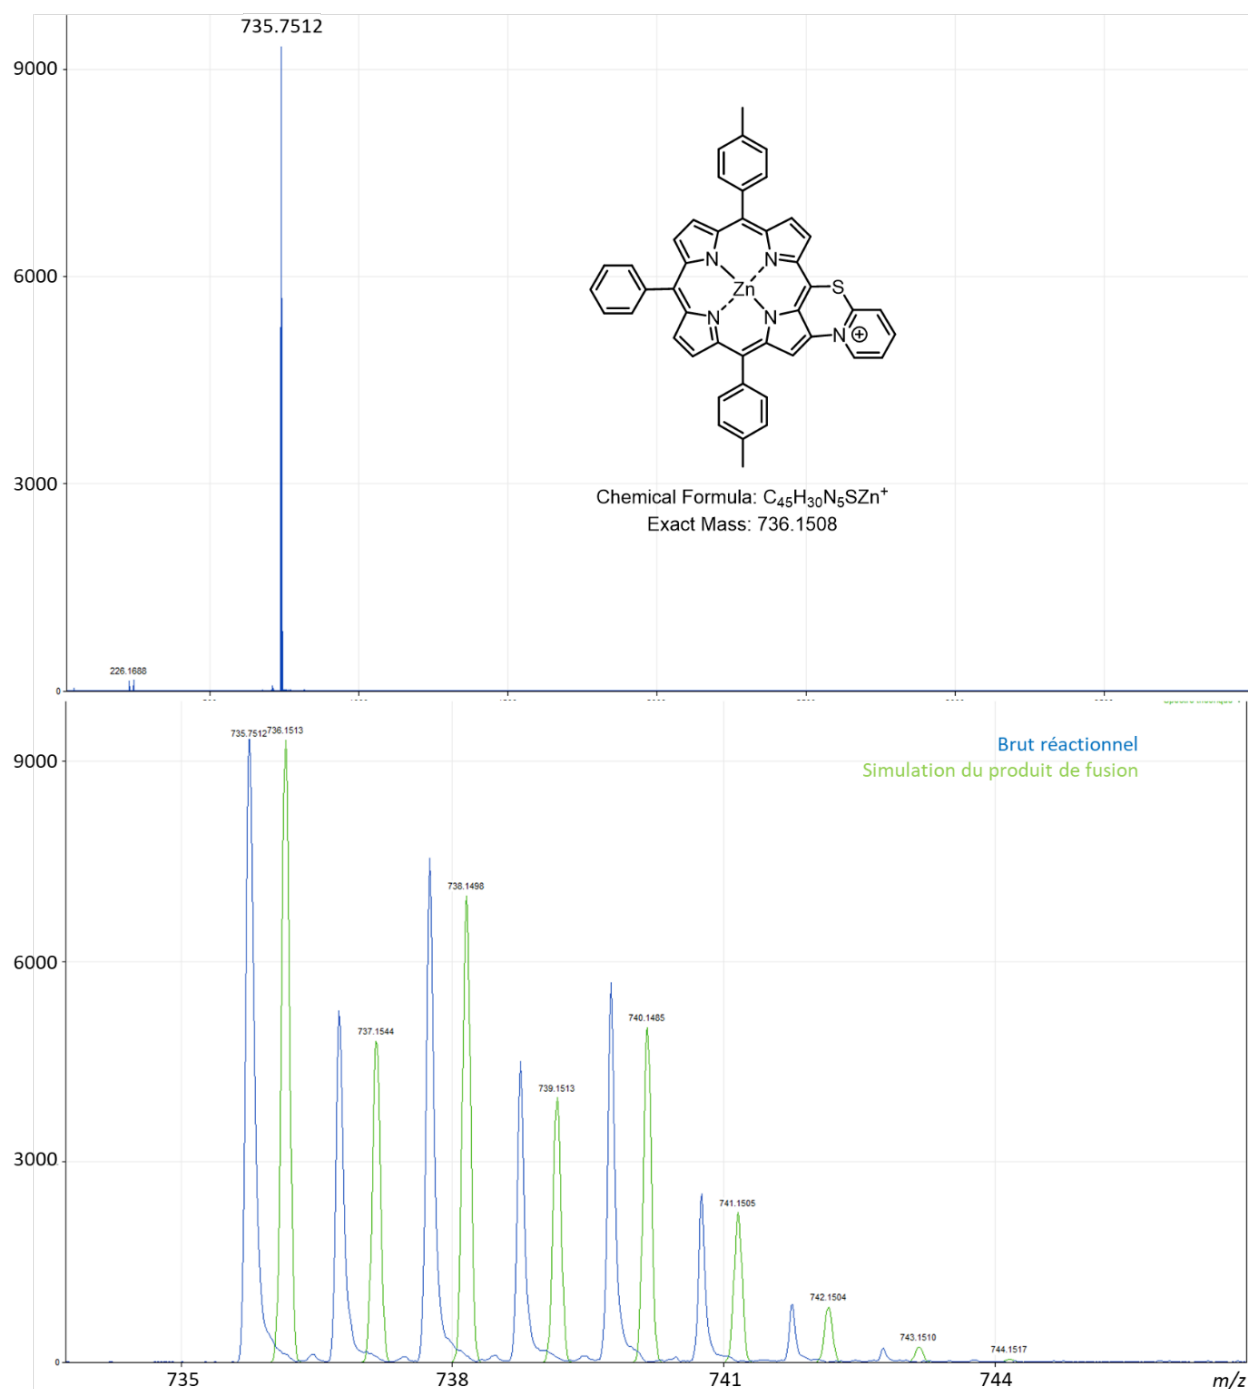 735.7512
9000
6000
3000
0
226.1688
N
N
Zn
S
N
N
N
Chemical Formula: C₄₅H₃₀N₅SZn⁺
Exact Mass: 736.1508
735.7512
736.1513
Brut réactionnel
Simulation du produit de fusion
9000
738.1498
6000
740.1485
737.1544
739.1513
3000
741.1505
742.1504
743.1510
744.1517
0
735
738
741
744
m/z